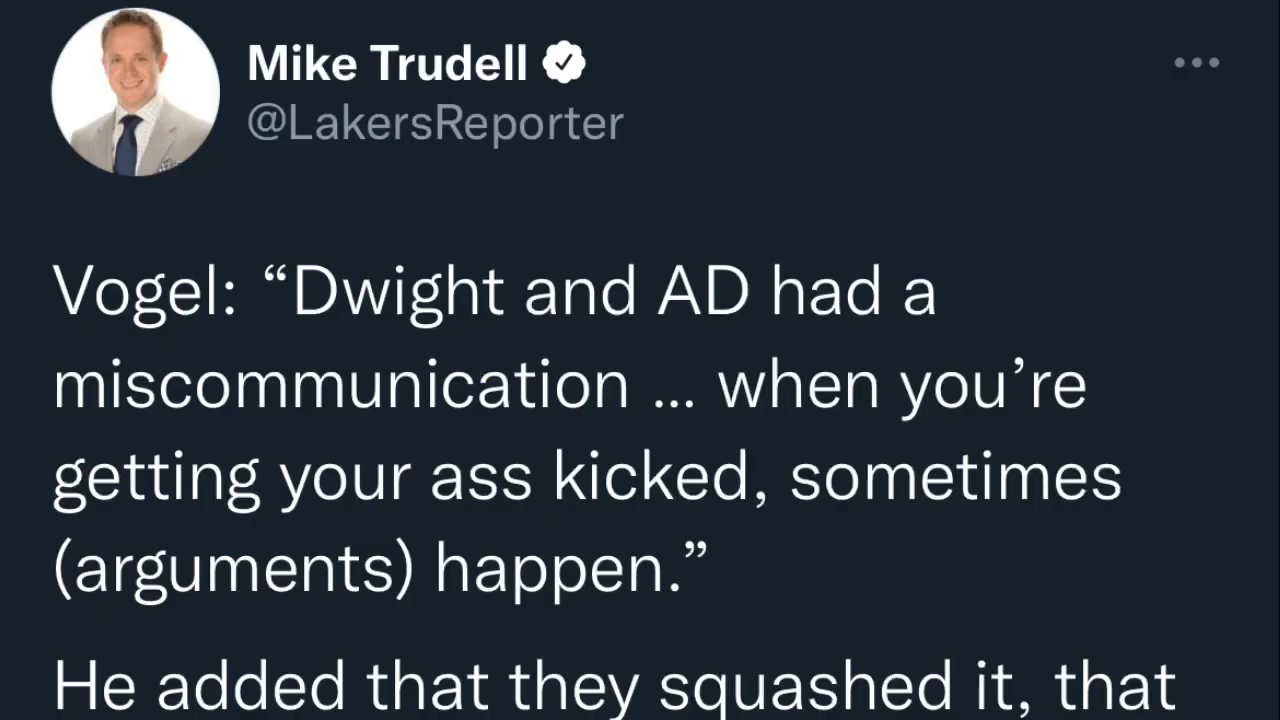 Mike Trudell
@LakersReporter
Vogel: “Dwight and AD had a
miscommunication ... when you’re
getting your ass kicked, sometimes
(arguments) happen.”
He added that they squashed it, that